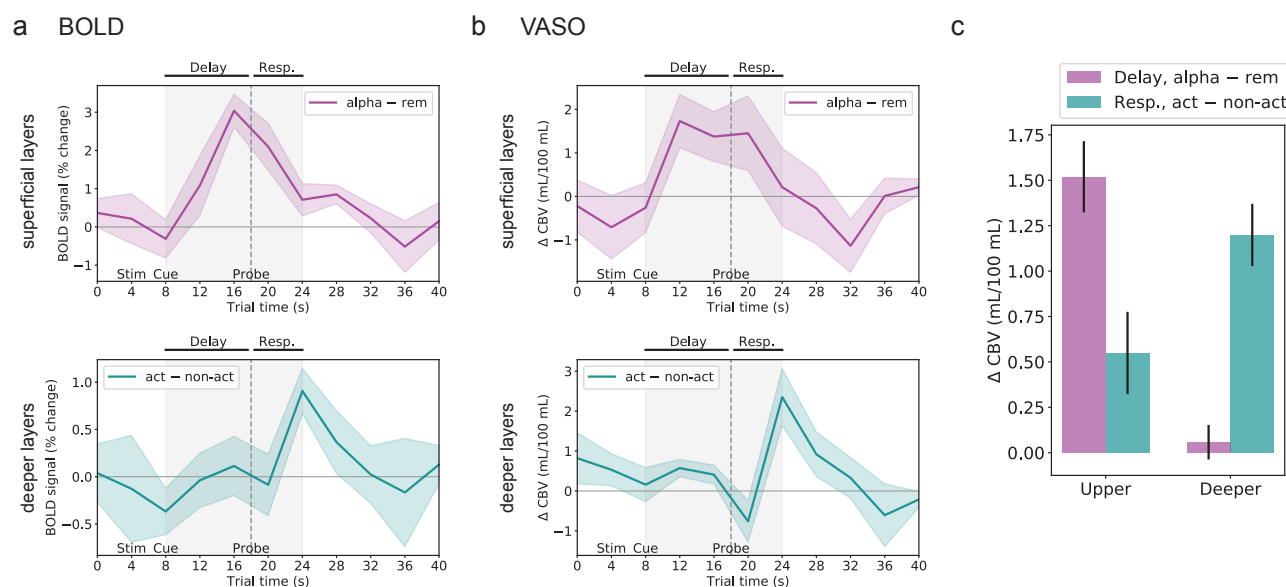 a BOLD
Delay Resp.
superficial layers
BOLD signal (% change)
3
2
1
0
−1
alpha − rem
Stim Cue Probe
0 4 8 12 16 20 24 28 32 36 40
Trial time (s)
Delay Resp.
deeper layers
BOLD signal (% change)
1.0
0.5
0.0
−0.5
act − non-act
Stim Cue Probe
0 4 8 12 16 20 24 28 32 36 40
Trial time (s)
b VASO
Delay Resp.
superficial layers
Δ CBV (mL/100 mL)
2
1
0
−1
alpha − rem
Stim Cue Probe
0 4 8 12 16 20 24 28 32 36 40
Trial time (s)
Delay Resp.
deeper layers
Δ CBV (mL/100 mL)
3
2
1
0
−1
act − non-act
Stim Cue Probe
0 4 8 12 16 20 24 28 32 36 40
Trial time (s)
c
Delay, alpha − rem
Resp., act − non-act
Δ CBV (mL/100 mL)
1.75
1.50
1.25
1.00
0.75
0.50
0.25
0.00
Upper Deeper